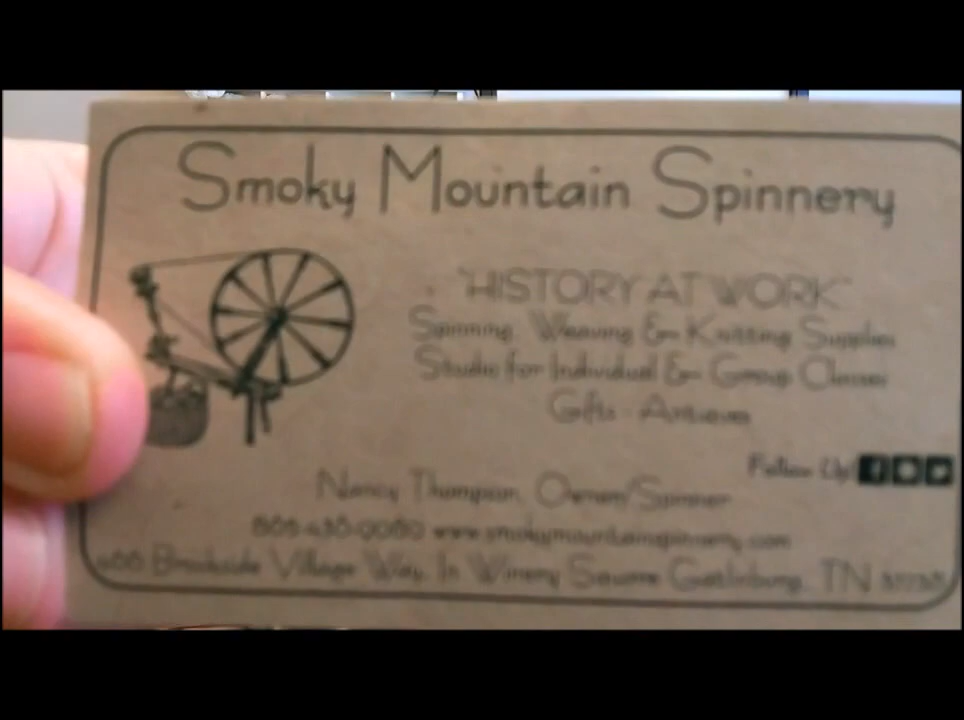 Smoky Mountain Spinnery
"HISTORY AT WORK"
Spinning, Weaving & Knitting Supplies
Studio for Individual & Group Classes
Gifts - Antiques
Follow Us!
Nancy Thompson, Owner/Spinner
www.smokymountainspinnery.com
Brookside Village Way, In Winery Square Gatlinburg, TN